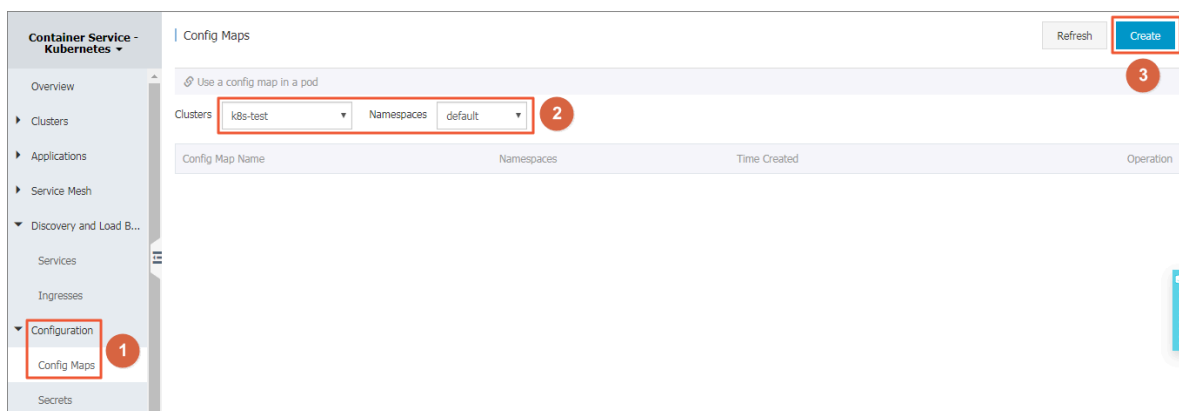 Container Service -
Kubernetes
Overview
Clusters
Applications
Service Mesh
Discovery and Load B...
Services
Ingresses
Configuration
Config Maps
1
Secrets
Config Maps
Refresh
Create
3
Use a config map in a pod
Clusters k8s-test Namespaces default 2
Config Map Name Namespaces Time Created Operation